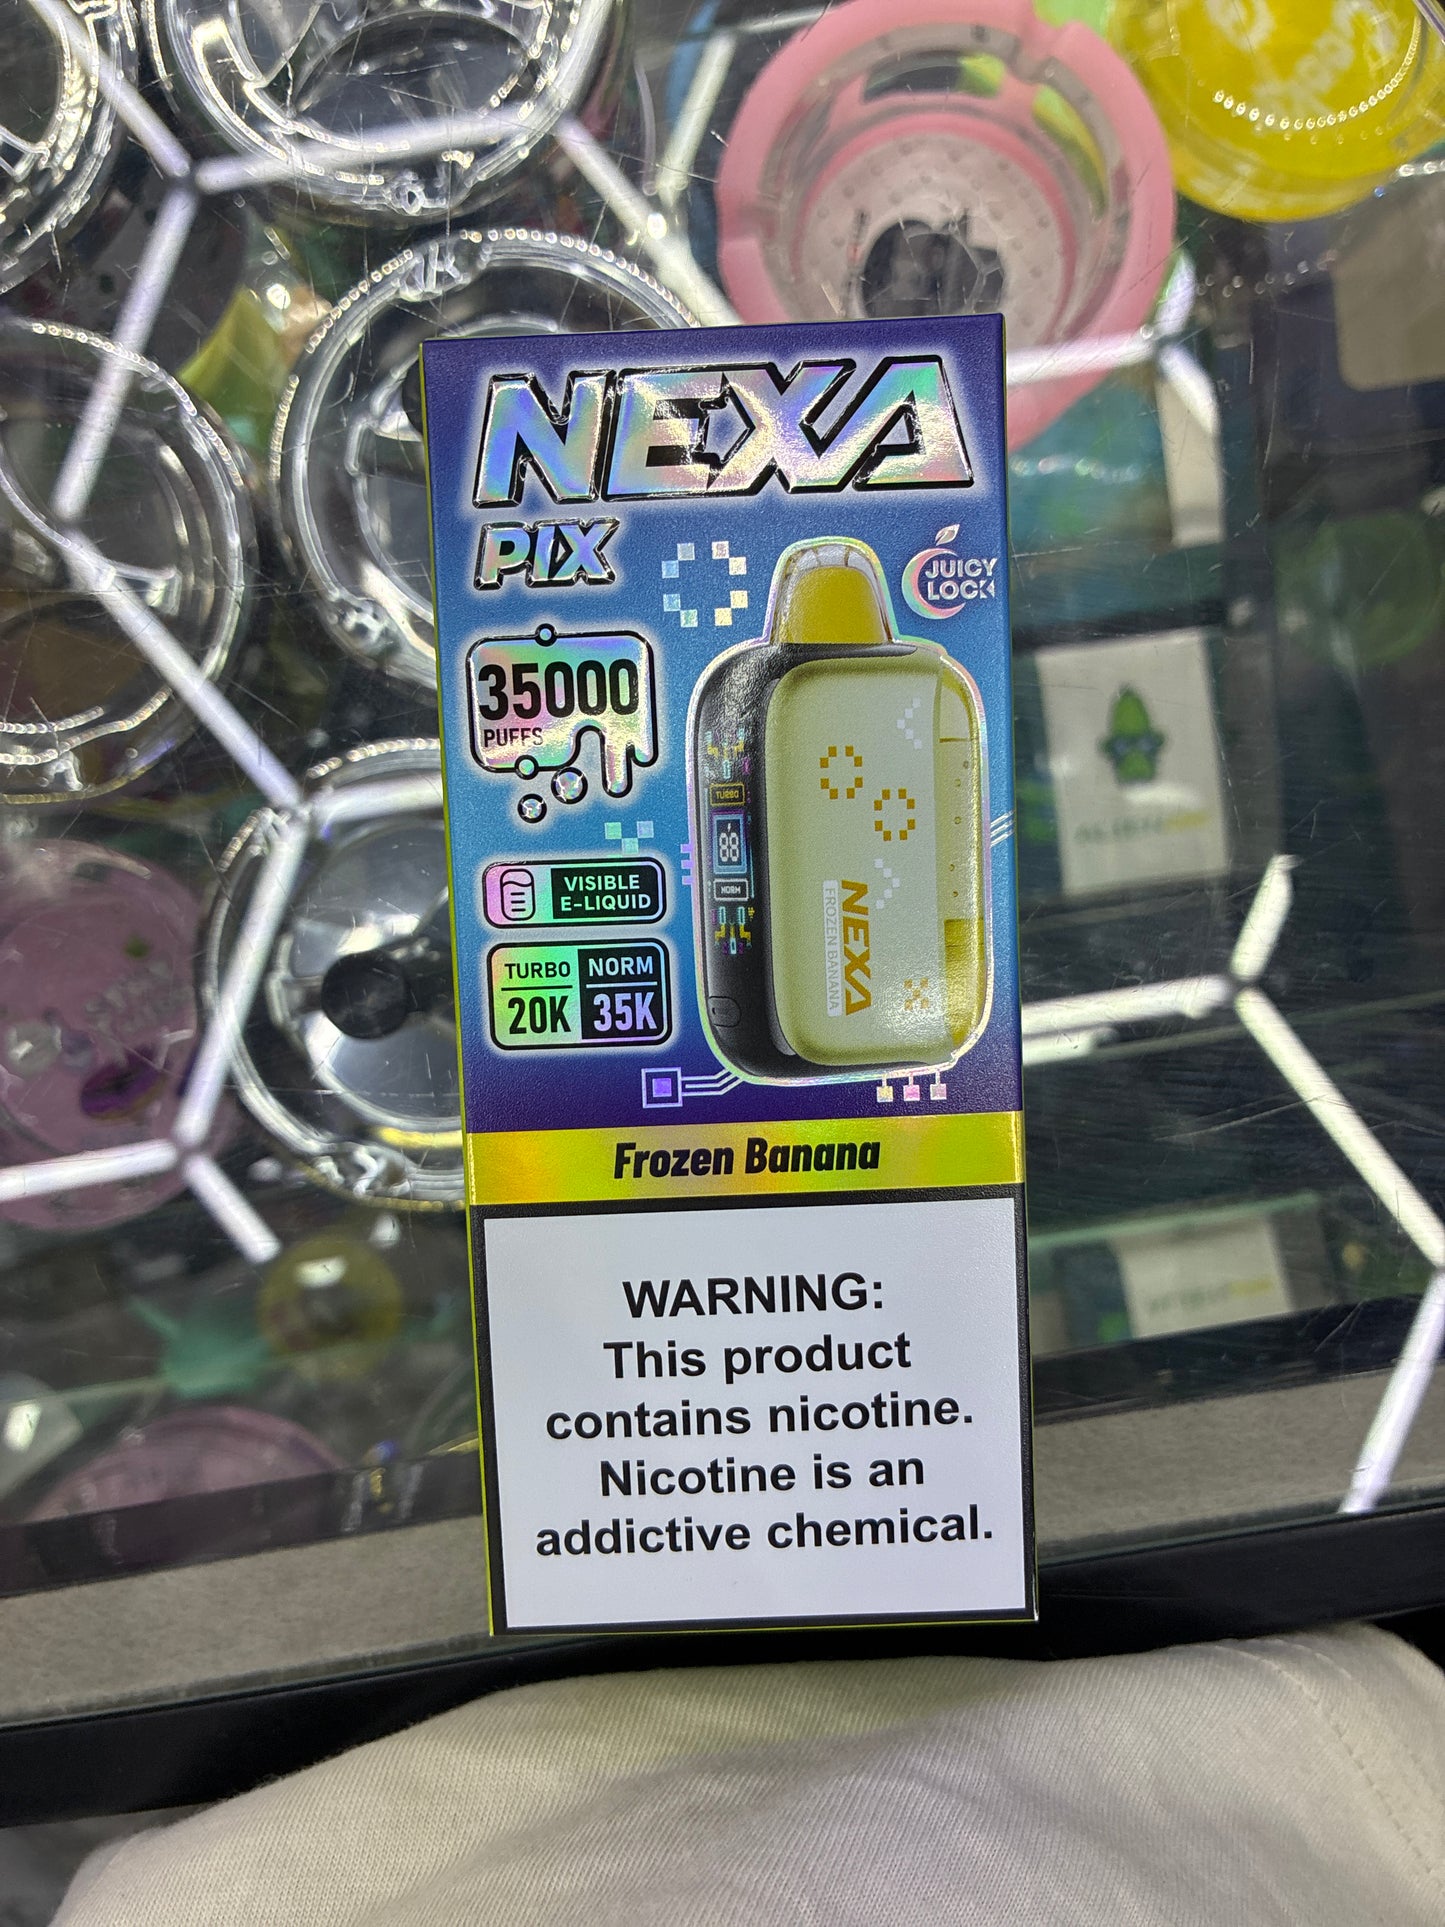 NEXA
PIX
JUICY
LOCK
35000
PUFFS
VISIBLE
E-LIQUID
TURBO NORM
20K 35K
TURBO
88
NORM
NEXA
FROZEN BANANA
Frozen Banana
WARNING:
This product
contains nicotine.
Nicotine is an
addictive chemical.